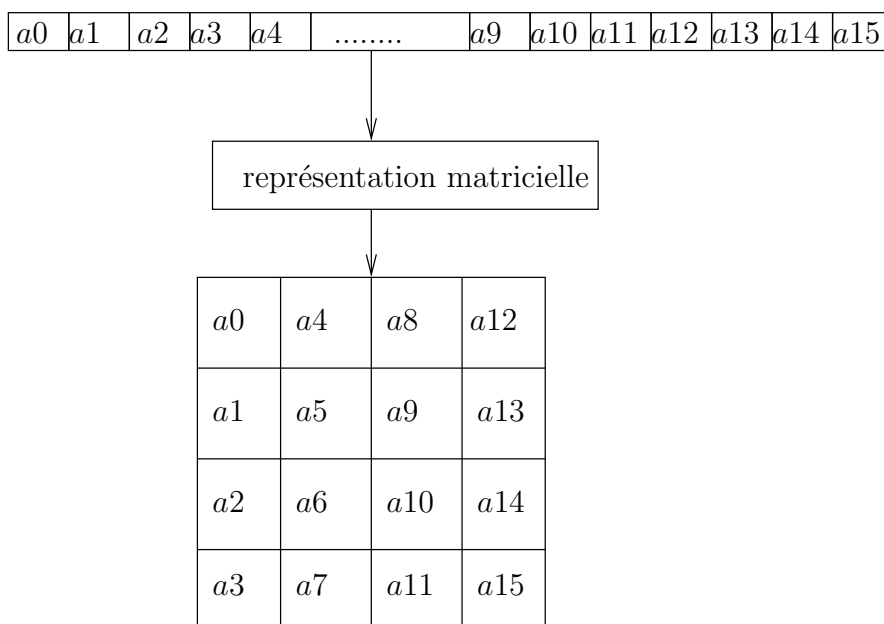 a0 a1 a2 a3 a4 ........ a9 a10 a11 a12 a13 a14 a15
représentation matricielle
a0 a4 a8 a12
a1 a5 a9 a13
a2 a6 a10 a14
a3 a7 a11 a15